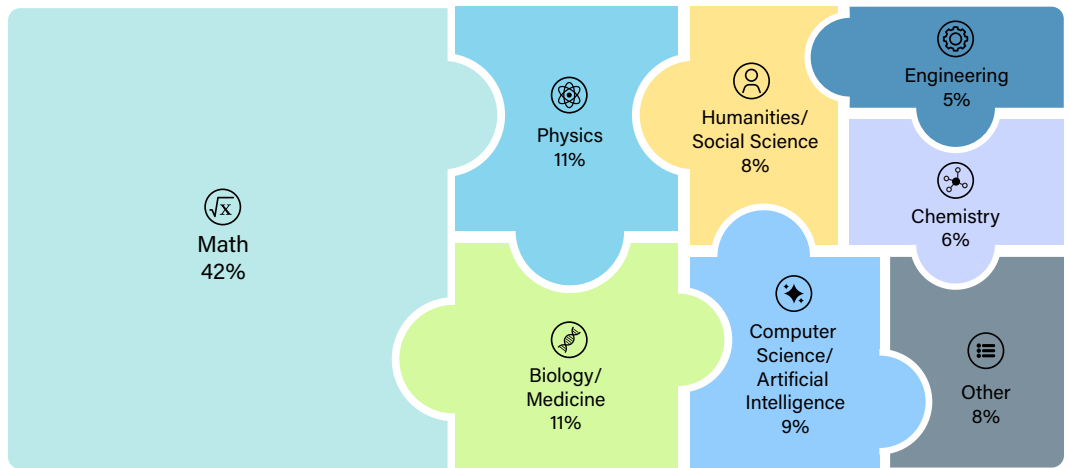 √x
Math
42%
Physics
11%
Biology/
Medicine
11%
Humanities/
Social Science
8%
Computer
Science/
Artificial
Intelligence
9%
Engineering
5%
Chemistry
6%
Other
8%